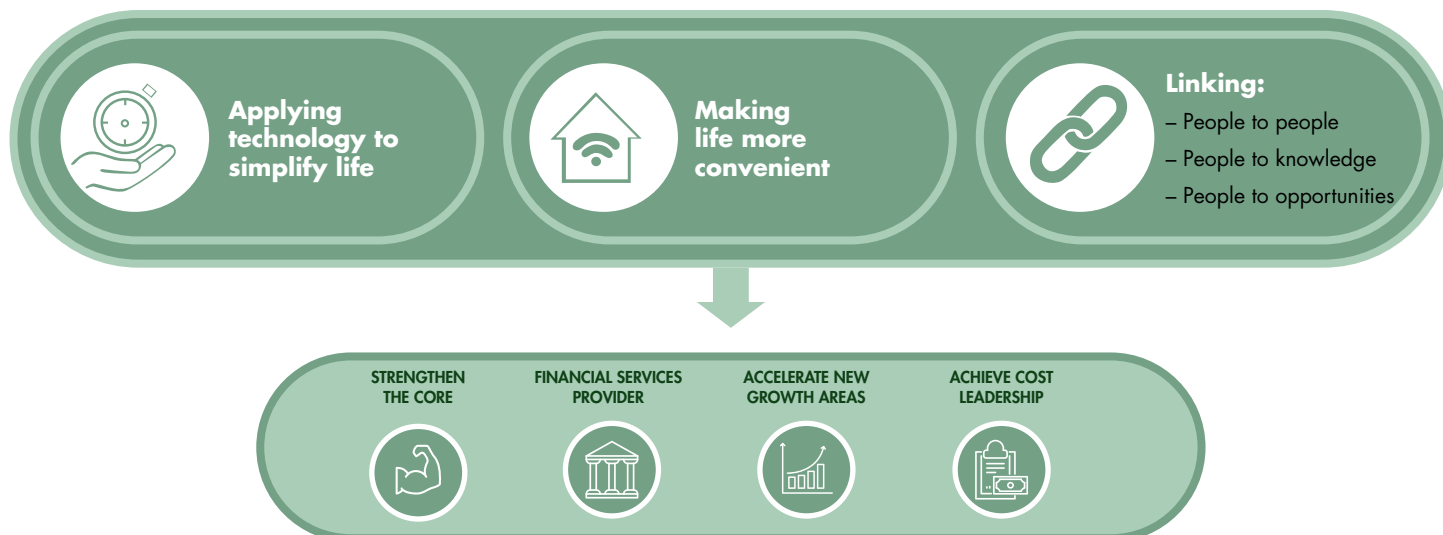 Applying
technology to
simplify life
Making
life more
convenient
Linking:
– People to people
– People to knowledge
– People to opportunities
STRENGTHEN
THE CORE
FINANCIAL SERVICES
PROVIDER
ACCELERATE NEW
GROWTH AREAS
ACHIEVE COST
LEADERSHIP